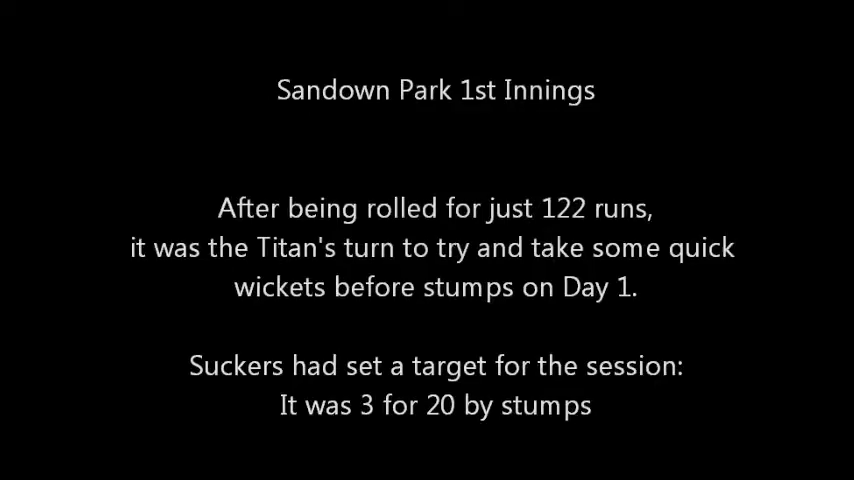 Sandown Park 1st Innings
After being rolled for just 122 runs,
it was the Titan's turn to try and take some quick
wickets before stumps on Day 1.
Suckers had set a target for the session:
It was 3 for 20 by stumps